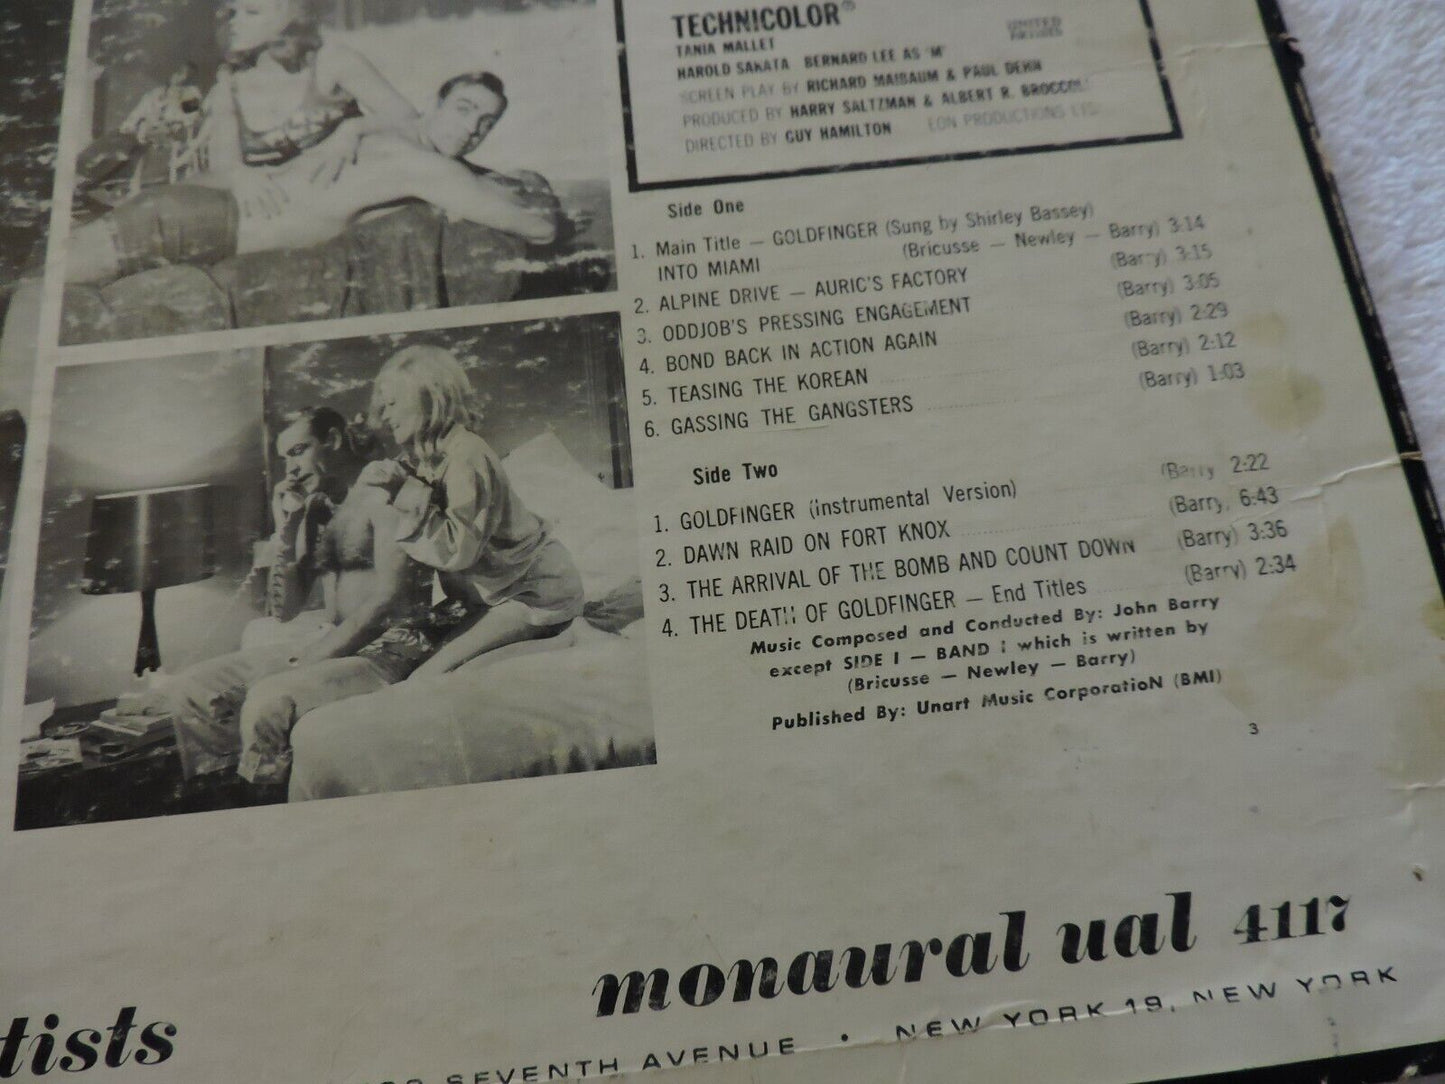 TECHNICOLOR®
UNITED
TANIA MALLET
HAROLD SAKATA BERNARD LEE AS 'M'
SCREEN PLAY BY RICHARD MAIBAUM & PAUL DEHN
PRODUCED BY HARRY SALTZMAN & ALBERT R. BROCCOLI
DIRECTED BY GUY HAMILTON EON PRODUCTIONS LTD
Side One
1. Main Title — GOLDFINGER (Sung by Shirley Bassey)
(Bricusse — Newley — Barry) 3:14
INTO MIAMI (Barry) 3:15
2. ALPINE DRIVE — AURIC'S FACTORY (Barry) 3:05
3. ODDJOB'S PRESSING ENGAGEMENT (Barry) 2:29
4. BOND BACK IN ACTION AGAIN (Barry) 2:12
5. TEASING THE KOREAN (Barry) 1:03
6. GASSING THE GANGSTERS
Side Two
1. GOLDFINGER (instrumental Version) (Barry 2:22
2. DAWN RAID ON FORT KNOX (Barry, 6:43
3. THE ARRIVAL OF THE BOMB AND COUNT DOWN (Barry) 3:36
4. THE DEATH OF GOLDFINGER — End Titles (Barry) 2:34
Music Composed and Conducted By: John Barry
except SIDE I — BAND i which is written by
(Bricusse — Newley — Barry)
Published By: Unart Music CorporatioN (BMI)
3
tists
monaural ual 4117
SEVENTH AVENUE • NEW YORK 19, NEW YORK